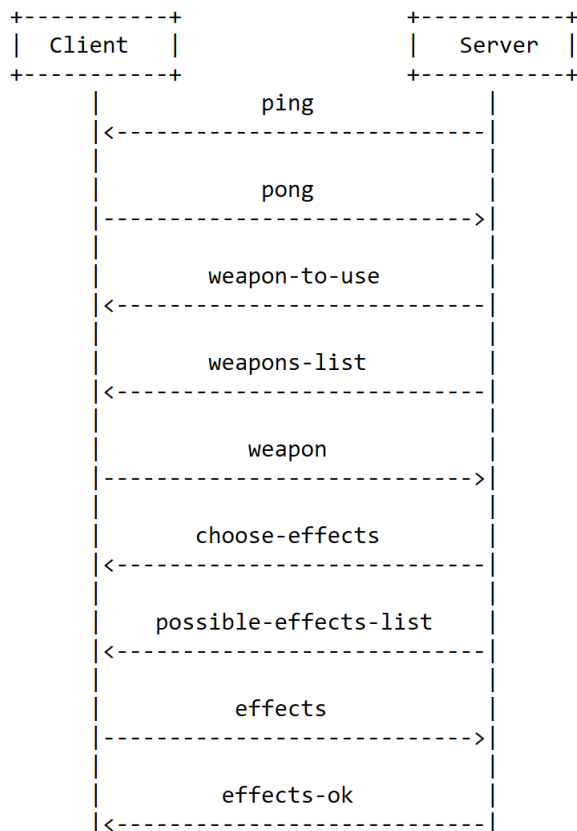 Client Server
ping
pong
weapon-to-use
weapons-list
weapon
choose-effects
possible-effects-list
effects
effects-ok